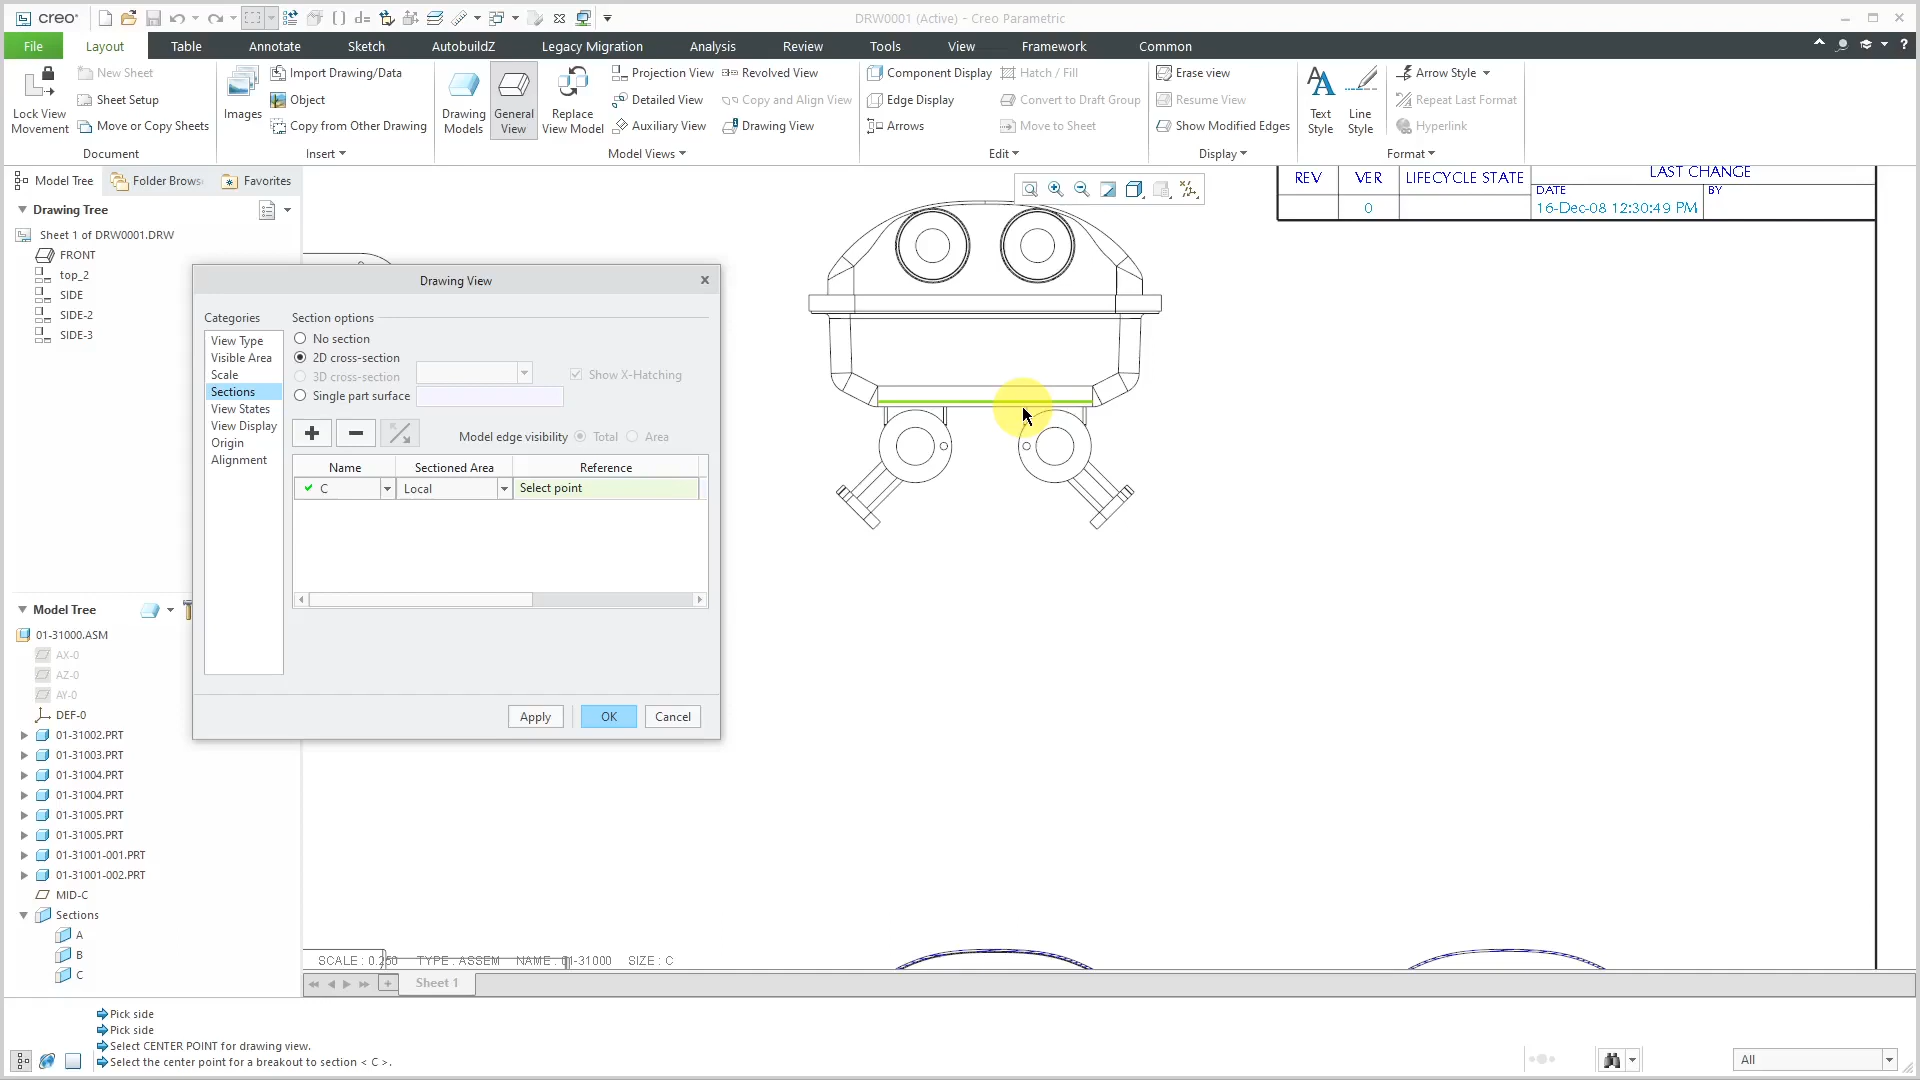 creo
DRW0001 (Active) - Creo Parametric
File
Layout
Table
Annotate
Sketch
AutobuildZ
Legacy Migration
Analysis
Review
Tools
View
Framework
Common
Lock View Movement
New Sheet
Sheet Setup
Move or Copy Sheets
Document
Images
Import Drawing/Data
Object
Copy from Other Drawing
Insert
Drawing Models
General View
Replace View Model
Projection View
Detailed View
Auxiliary View
Revolved View
Copy and Align View
Drawing View
Model Views
Component Display
Edge Display
Arrows
Hatch / Fill
Convert to Draft Group
Move to Sheet
Edit
Erase view
Resume View
Show Modified Edges
Display
Text Style
Line Style
Arrow Style
Repeat Last Format
Hyperlink
Format
Model Tree
Folder Brows
Favorites
Drawing Tree
Sheet 1 of DRW0001.DRW
FRONT
top_2
SIDE
SIDE-2
SIDE-3
REV
VER
LIFECYCLE STATE
LAST CHANGE
DATE
BY
0
16-Dec-08 12:30:49 PM
Drawing View
Categories
View Type
Visible Area
Scale
Sections
View States
View Display
Origin
Alignment
Section options
No section
2D cross-section
3D cross-section
Show X-Hatching
Single part surface
Model edge visibility
Total
Area
Name
Sectioned Area
Reference
C
Local
Select point
Apply
OK
Cancel
Model Tree
01-31000.ASM
AX-0
AZ-0
AY-0
DEF-0
01-31002.PRT
01-31003.PRT
01-31004.PRT
01-31004.PRT
01-31005.PRT
01-31005.PRT
01-31001-001.PRT
01-31001-002.PRT
MID-C
Sections
A
B
C
SCALE : 0.250 TYPE : ASSEM NAME : 01-31000 SIZE : C
Sheet 1
Pick side
Pick side
Select CENTER POINT for drawing view.
Select the center point for a breakout to section < C >.
All